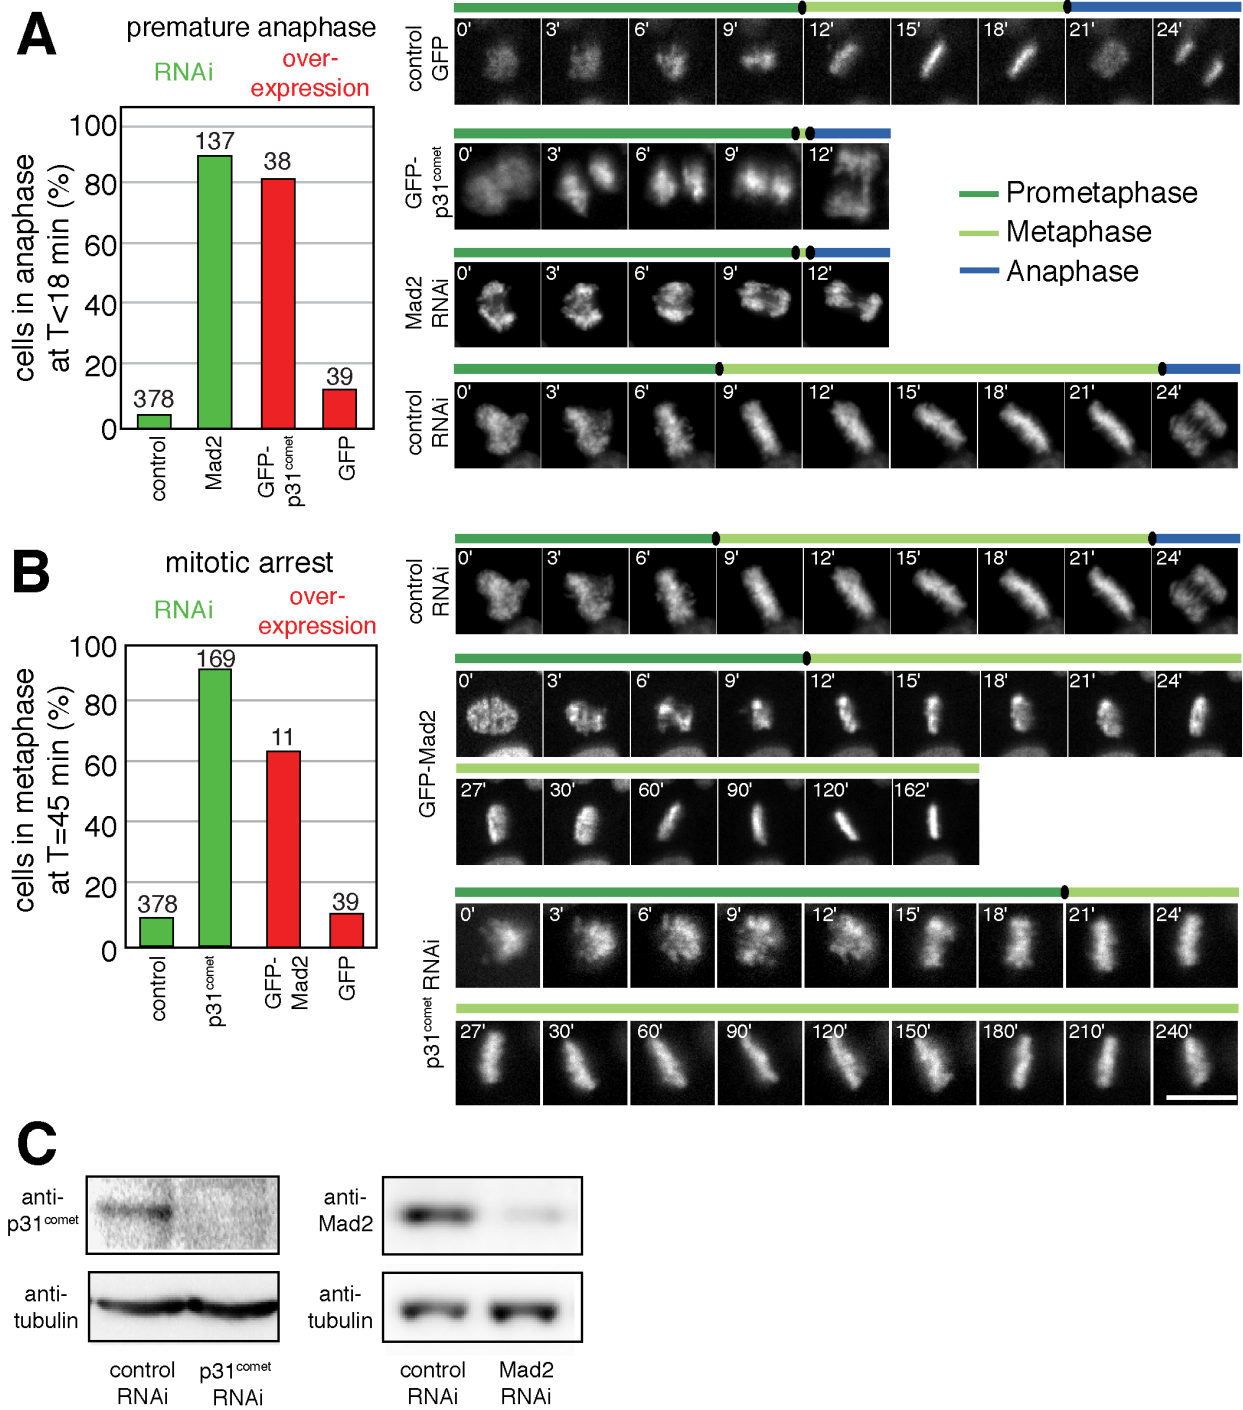 A
premature anaphase
RNAi
over-
expression
cells in anaphase
at T<18 min (%)
100
80
60
40
20
0
378
137
38
39
control
Mad2
GFP-
p31comet
GFP
control
GFP
0' 3' 6' 9' 12' 15' 18' 21' 24'
GFP-
p31comet
0' 3' 6' 9' 12'
Mad2
RNAi
0' 3' 6' 9' 12'
control
RNAi
0' 3' 6' 9' 12' 15' 18' 21' 24'
Prometaphase
Metaphase
Anaphase
B
mitotic arrest
RNAi
over-
expression
cells in metaphase
at T=45 min (%)
100
80
60
40
20
0
378
169
11
39
control
p31comet
GFP-
Mad2
GFP
control
RNAi
0' 3' 6' 9' 12' 15' 18' 21' 24'
GFP-Mad2
0' 3' 6' 9' 12' 15' 18' 21' 24'
27' 30' 60' 90' 120' 162'
p31comet RNAi
0' 3' 6' 9' 12' 15' 18' 21' 24'
27' 30' 60' 90' 120' 150' 180' 210' 240'
C
anti-
p31comet
anti-
tubulin
control
RNAi
p31comet
RNAi
anti-
Mad2
anti-
tubulin
control
RNAi
Mad2
RNAi